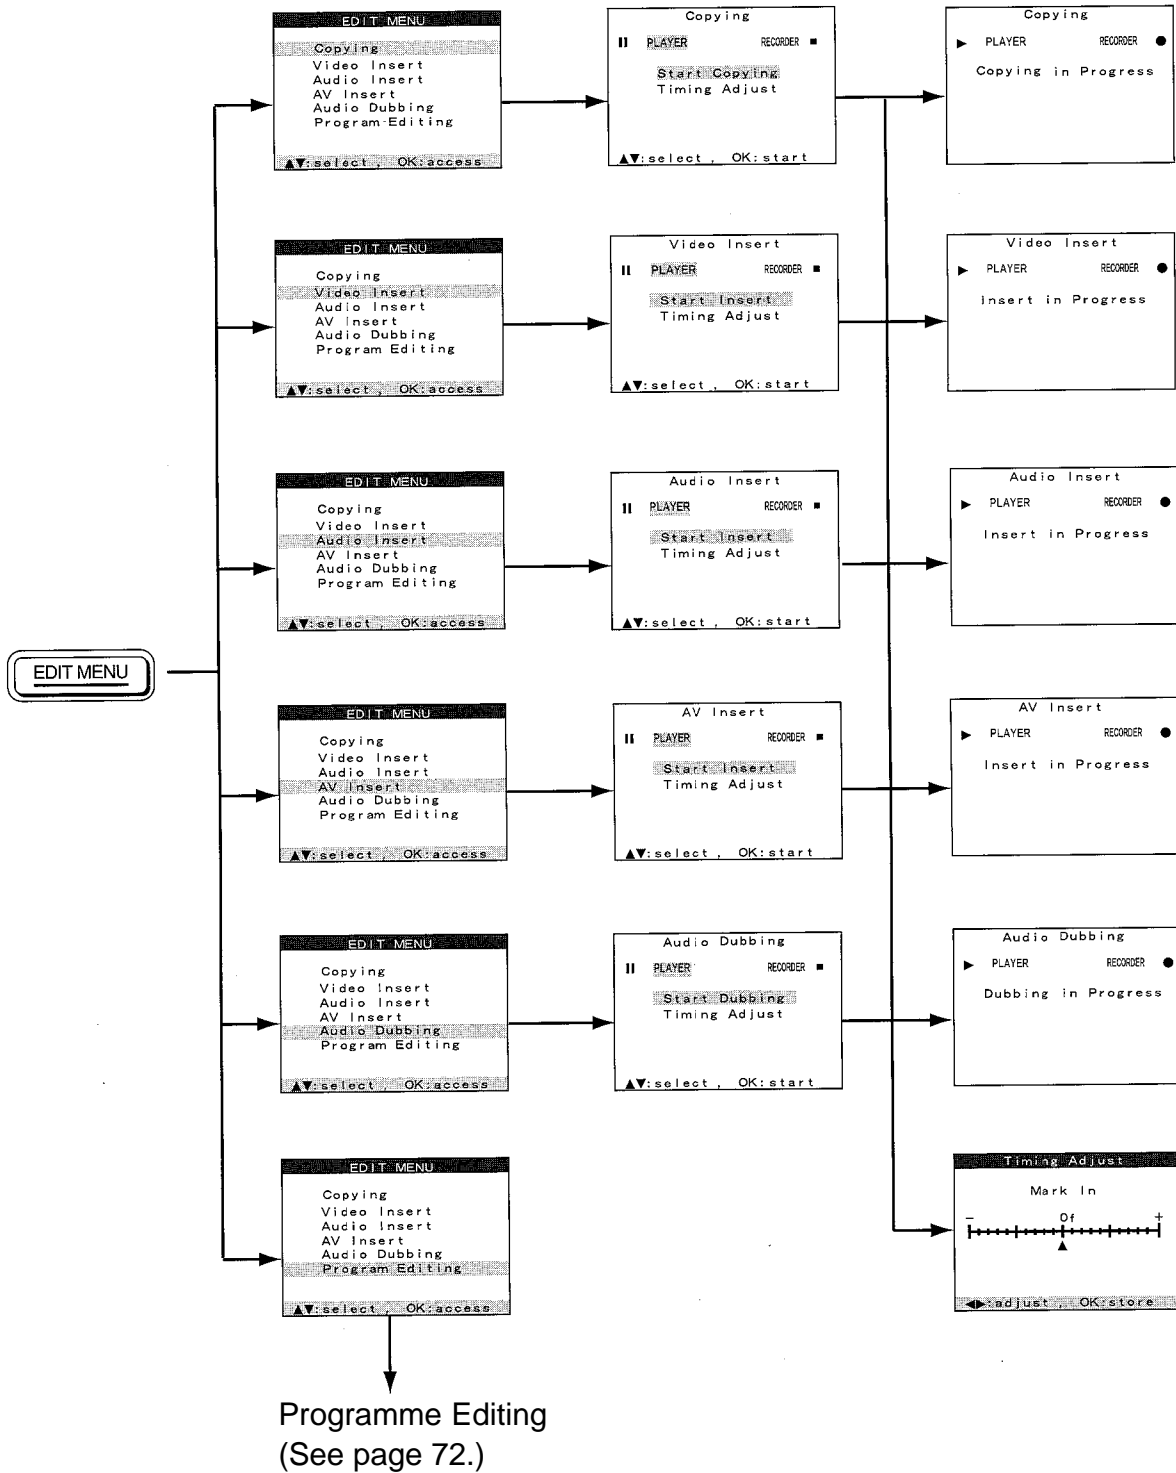 EDIT MENU
EDIT MENU
Copying
Video Insert
Audio Insert
AV Insert
Audio Dubbing
Program Editing
▲▼:select , OK:access
Copying
PLAYER RECORDER
Start Copying
Timing Adjust
▲▼:select , OK:start
Copying
PLAYER RECORDER
Copying in Progress
EDIT MENU
Copying
Video Insert
Audio Insert
AV Insert
Audio Dubbing
Program Editing
▲▼:select , OK:access
Video Insert
PLAYER RECORDER
Start Insert
Timing Adjust
▲▼:select , OK:start
Video Insert
PLAYER RECORDER
Insert in Progress
EDIT MENU
Copying
Video Insert
Audio Insert
AV Insert
Audio Dubbing
Program Editing
▲▼:select , OK:access
Audio Insert
PLAYER RECORDER
Start Insert
Timing Adjust
▲▼:select , OK:start
Audio Insert
PLAYER RECORDER
Insert in Progress
EDIT MENU
Copying
Video Insert
Audio Insert
AV Insert
Audio Dubbing
Program Editing
▲▼:select , OK:access
AV Insert
PLAYER RECORDER
Start Insert
Timing Adjust
▲▼:select , OK:start
AV Insert
PLAYER RECORDER
Insert in Progress
EDIT MENU
Copying
Video Insert
Audio Insert
AV Insert
Audio Dubbing
Program Editing
▲▼:select , OK:access
Audio Dubbing
PLAYER RECORDER
Start Dubbing
Timing Adjust
▲▼:select , OK:start
Audio Dubbing
PLAYER RECORDER
Dubbing in Progress
EDIT MENU
Copying
Video Insert
Audio Insert
AV Insert
Audio Dubbing
Program Editing
▲▼:select , OK:access
Timing Adjust
Mark In
− 0f +
◀▶:adjust , OK:store
Programme Editing
(See page 72.)